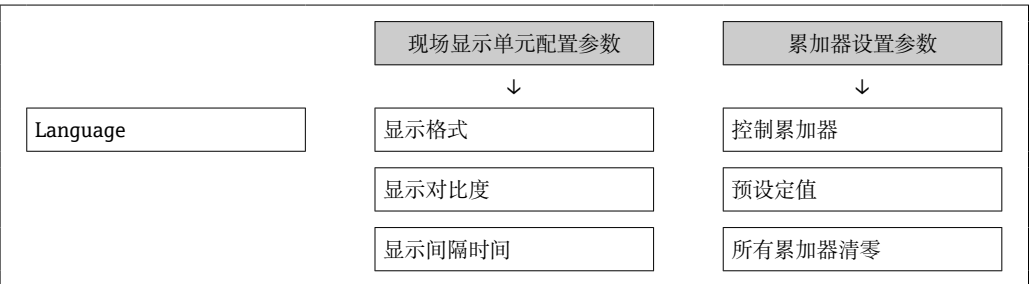 现场显示单元配置参数 累加器设置参数
↓ ↓
Language 显示格式 控制累加器
显示对比度 预设定值
显示间隔时间 所有累加器清零